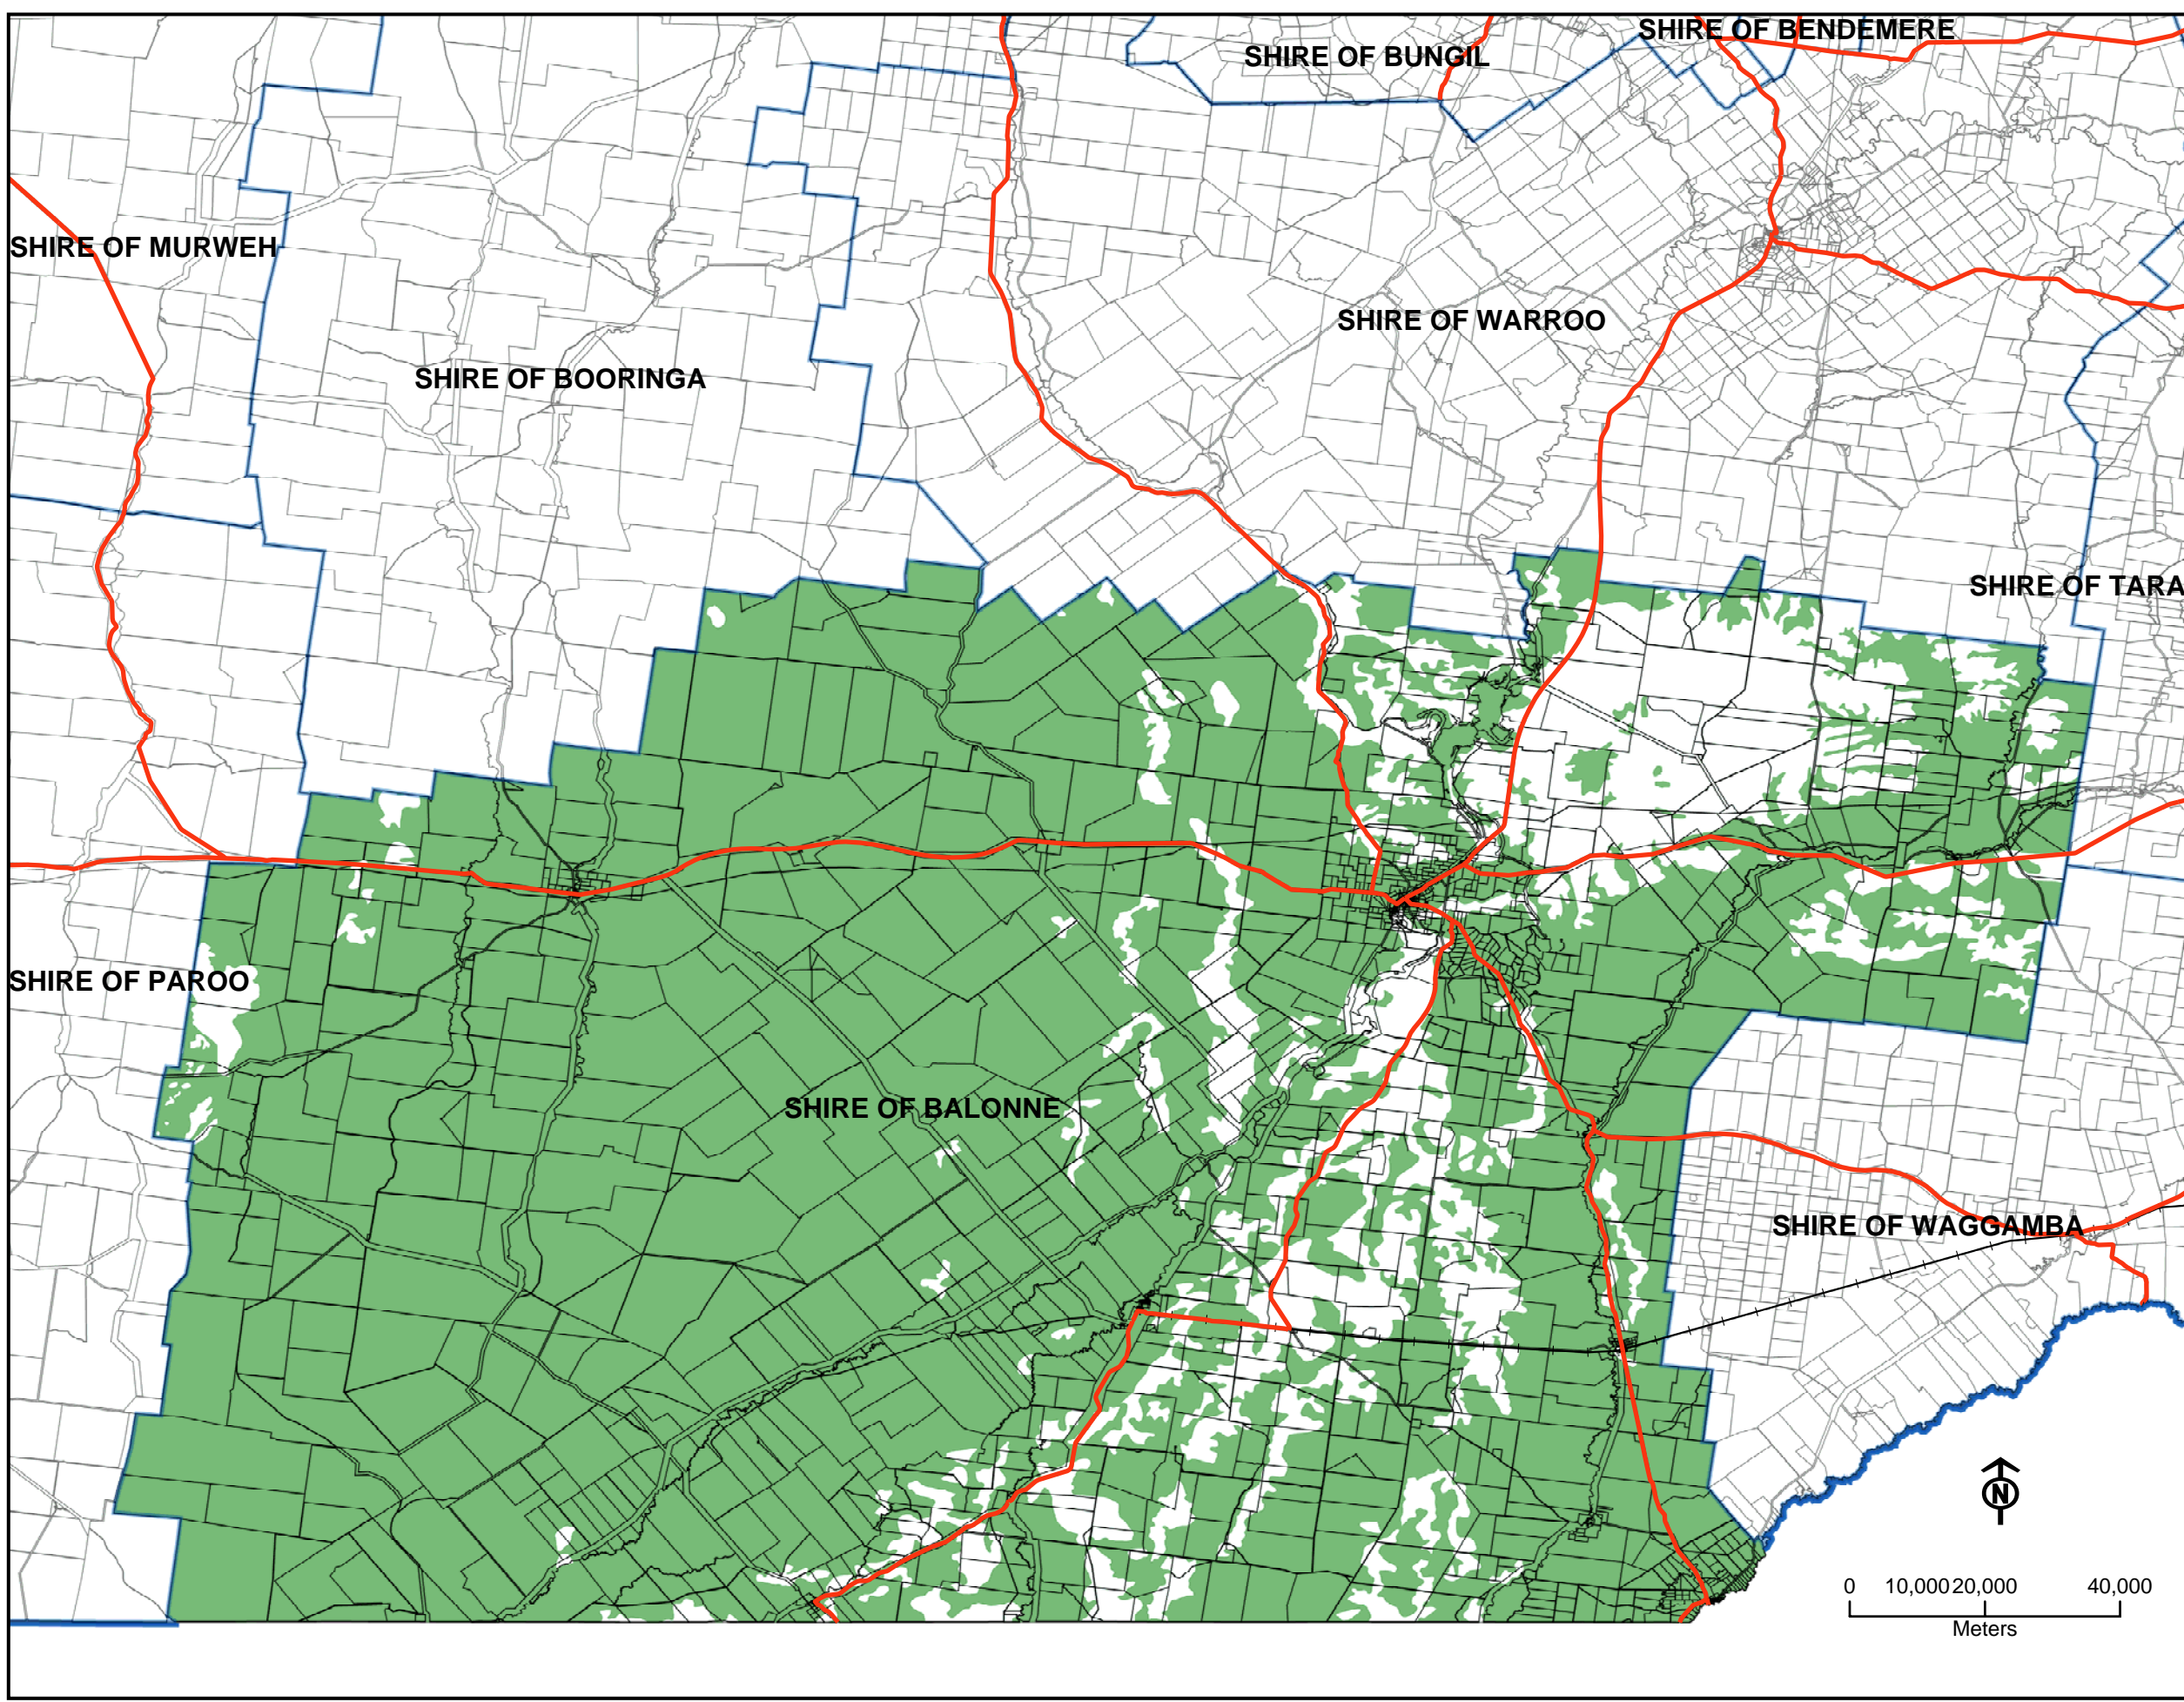 SHIRE OF BENDEMERE
SHIRE OF BUNGIL
SHIRE OF MURWEH
SHIRE OF WARROO
SHIRE OF BOORINGA
SHIRE OF TARA
SHIRE OF PAROO
SHIRE OF BALONNE
SHIRE OF WAGGAMBA
N
0 10,000 20,000 40,000
Meters